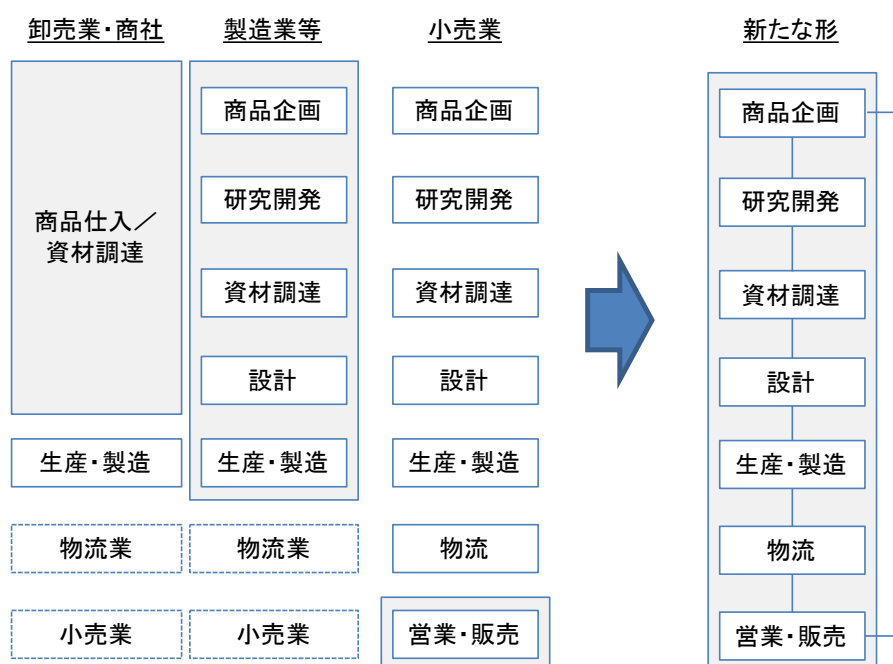 卸売業・商社
製造業等
小売業
新たな形
商品仕入／
資材調達
商品企画
研究開発
資材調達
設計
生産・製造
商品企画
研究開発
資材調達
設計
生産・製造
物流
営業・販売
生産・製造
物流業
小売業
物流業
小売業
商品企画
研究開発
資材調達
設計
生産・製造
物流
営業・販売